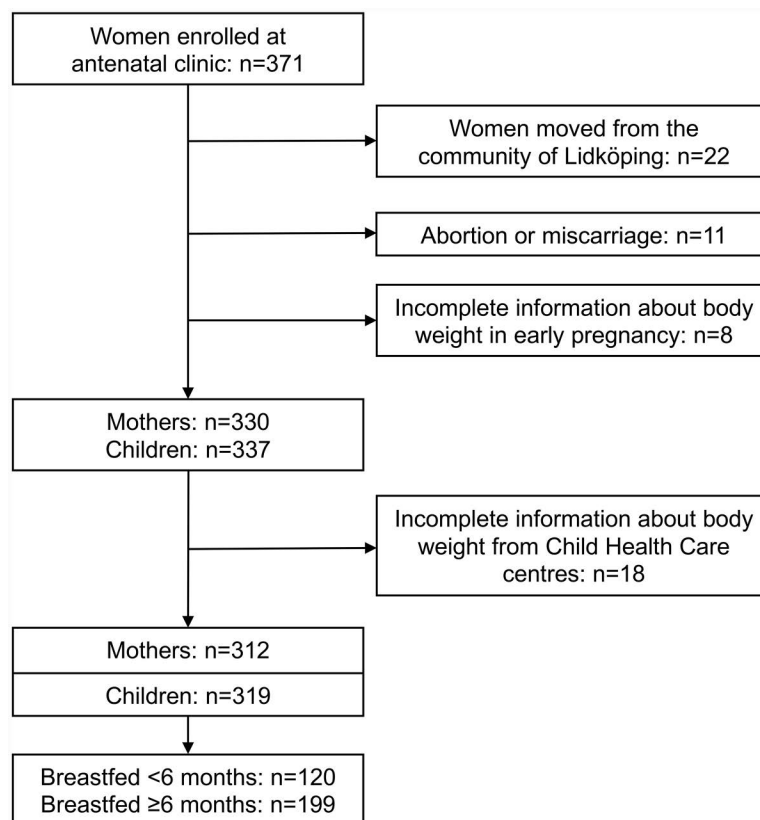 Women enrolled at
antenatal clinic: n=371
Women moved from the
community of Lidköping: n=22
Abortion or miscarriage: n=11
Incomplete information about body
weight in early pregnancy: n=8
Mothers: n=330
Children: n=337
Incomplete information about body
weight from Child Health Care
centres: n=18
Mothers: n=312
Children: n=319
Breastfed <6 months: n=120
Breastfed ≥6 months: n=199